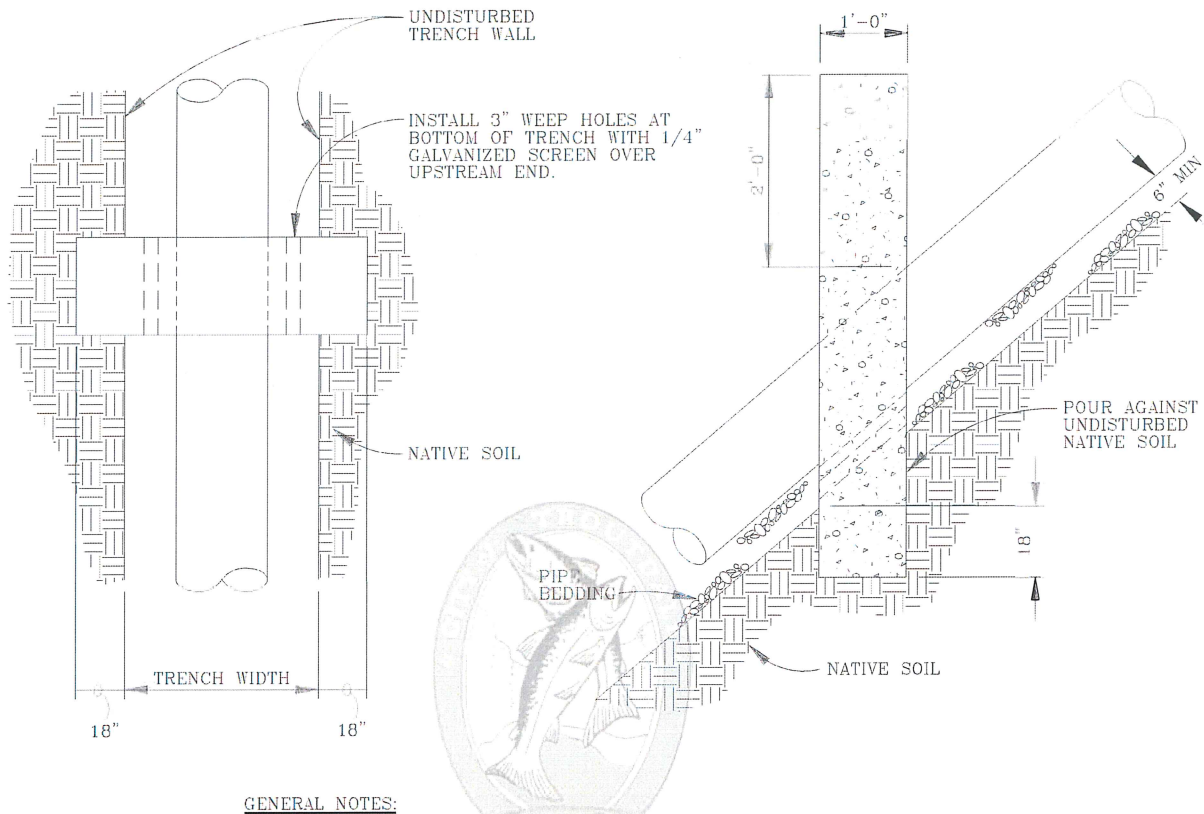 UNDISTURBED
TRENCH WALL
INSTALL 3" WEEP HOLES AT
BOTTOM OF TRENCH WITH 1/4"
GALVANIZED SCREEN OVER
UPSTREAM END.
NATIVE SOIL
TRENCH WIDTH
18"
18"
1'-0"
2'-0"
6" MIN
POUR AGAINST
UNDISTURBED
NATIVE SOIL
18"
PIPE
BEDDING
NATIVE SOIL
GENERAL NOTES: